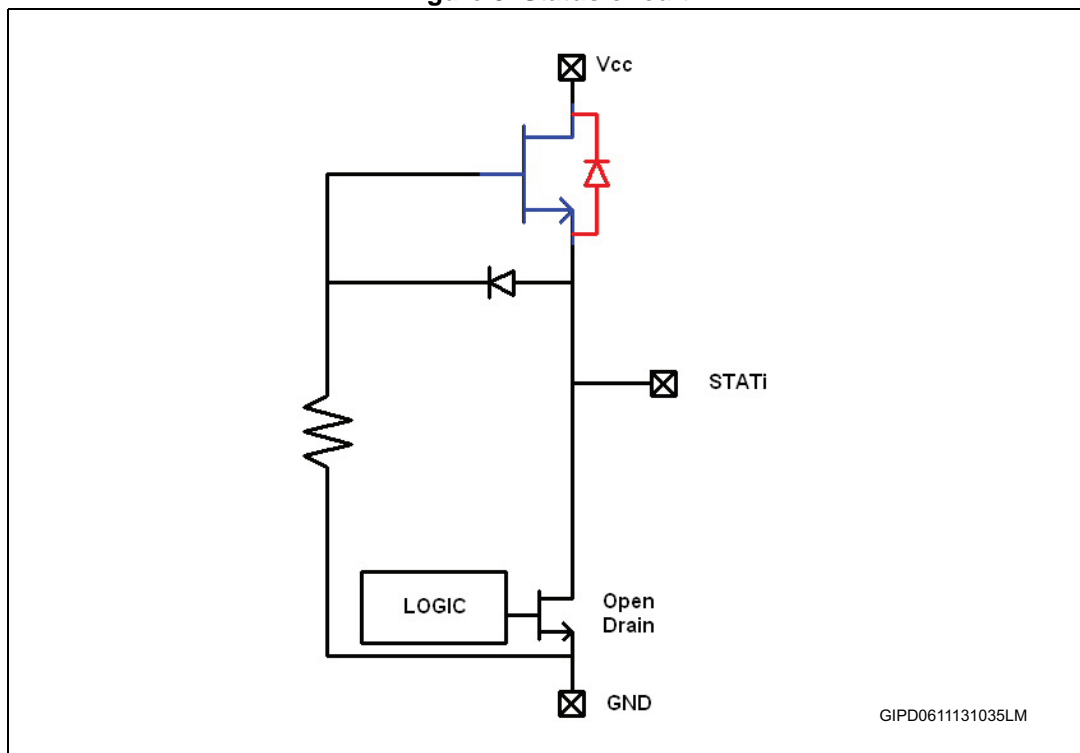 Vcc
STATi
LOGIC
Open
Drain
GND
GIPD0611131035LM